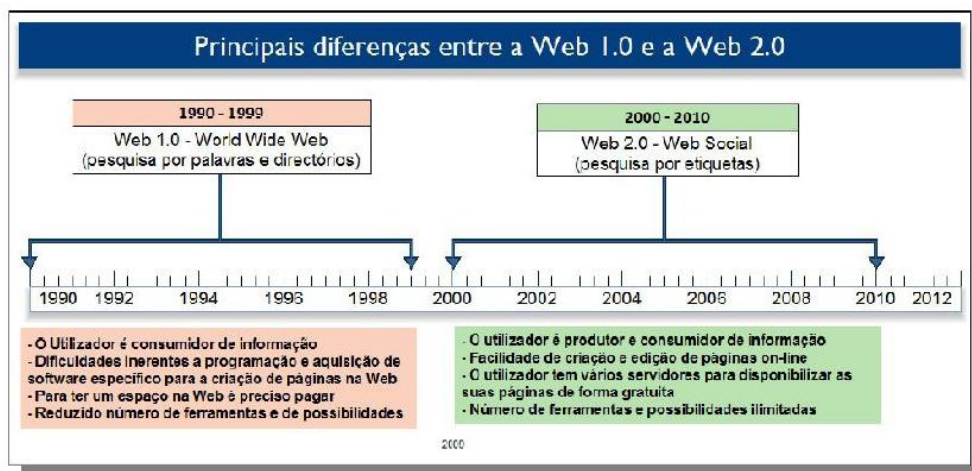 Principais diferenças entre a Web 1.0 e a Web 2.0
1990 - 1999
Web 1.0 - World Wide Web
(pesquisa por palavras e directórios)
2000 - 2010
Web 2.0 - Web Social
(pesquisa por etiquetas)
1990 1992 1994 1996 1998 2000 2002 2004 2006 2008 2010 2012
- O Utilizador é consumidor de informação
- Dificuldades inerentes a programação e aquisição de
software específico para a criação de páginas na Web
- Para ter um espaço na Web é preciso pagar
- Reduzido número de ferramentas e de possibilidades
- O utilizador é produtor e consumidor de informação
- Facilidade de criação e edição de páginas on-line
- O utilizador tem vários servidores para disponibilizar as
suas páginas de forma gratuita
- Número de ferramentas e possibilidades ilimitadas
2009